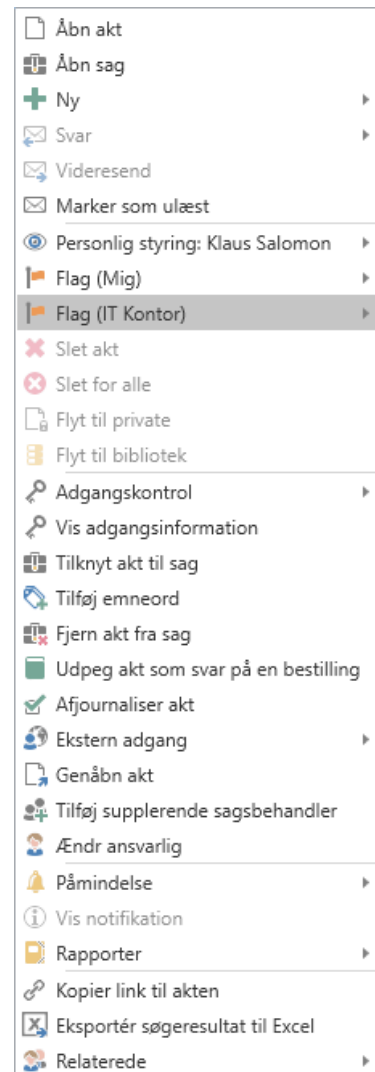 Åbn akt
Åbn sag
Ny
Svar
Videresend
Marker som ulæst
Personlig styring: Klaus Salomon
Flag (Mig)
Flag (IT Kontor)
Slet akt
Slet for alle
Flyt til private
Flyt til bibliotek
Adgangskontrol
Vis adgangsinformation
Tilknyt akt til sag
Tilføj emneord
Fjern akt fra sag
Udpeg akt som svar på en bestilling
Afjournaliser akt
Ekstern adgang
Genåbn akt
Tilføj supplerende sagsbehandler
Ændr ansvarlig
Påmindelse
Vis notifikation
Rapporter
Kopier link til akten
Eksportér søgeresultat til Excel
Relaterede